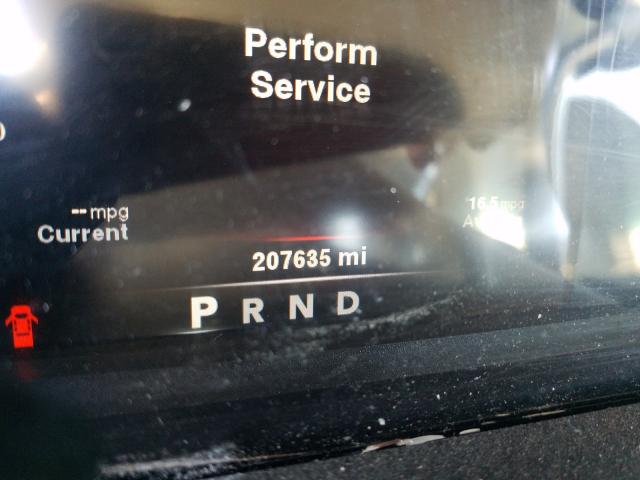 Perform
Service
--mpg
Current
16.5 mpg
207635 mi
P R N D